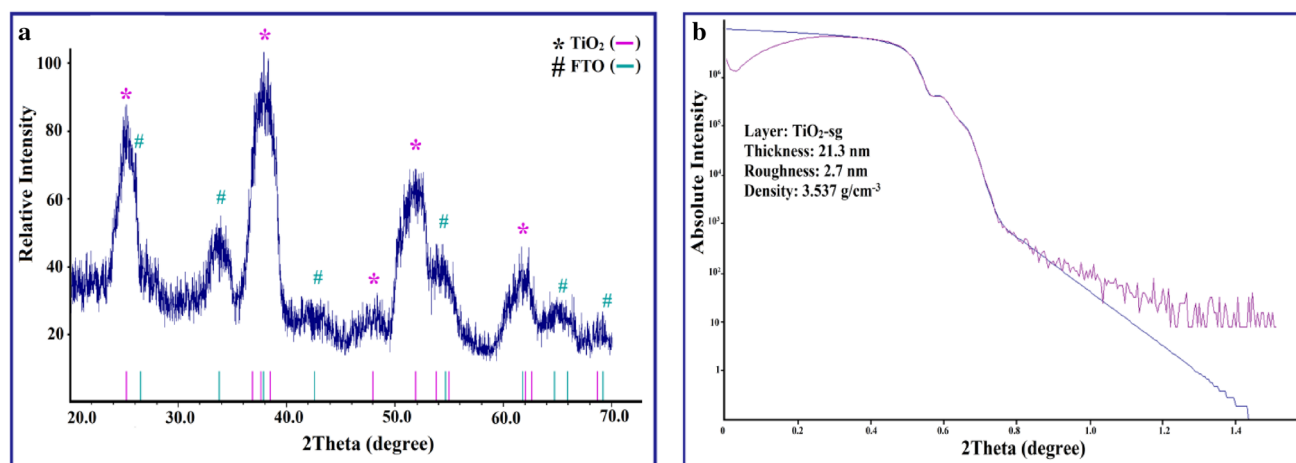 a
* TiO₂ (—)
# FTO (—)
Relative Intensity
100
80
60
40
20
*
#
#
*
#
*
*
#
*
#
#
20.0 30.0 40.0 50.0 60.0 70.0
2Theta (degree)
b
Absolute Intensity
10⁶
10⁵
10⁴
10³
10²
10
1
Layer: TiO₂-sg
Thickness: 21.3 nm
Roughness: 2.7 nm
Density: 3.537 g/cm⁻³
0 0.2 0.4 0.6 0.8 1.0 1.2 1.4
2Theta (degree)